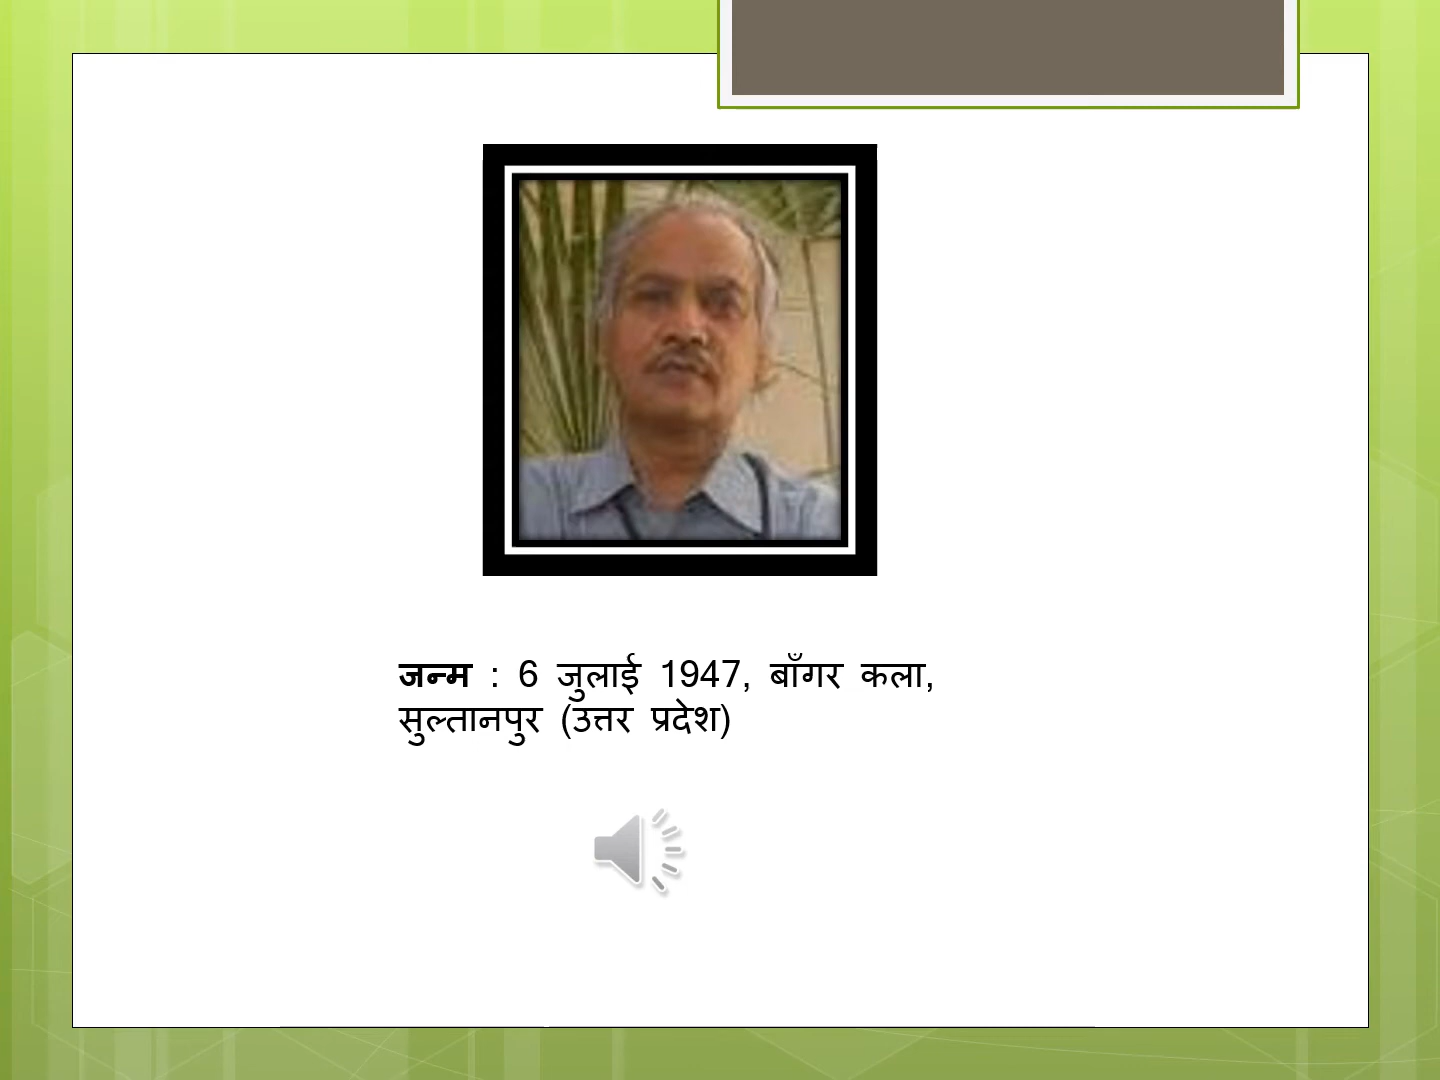 जन्म : 6 जुलाई 1947, बाँगर कला,
सुल्तानपुर (उत्तर प्रदेश)